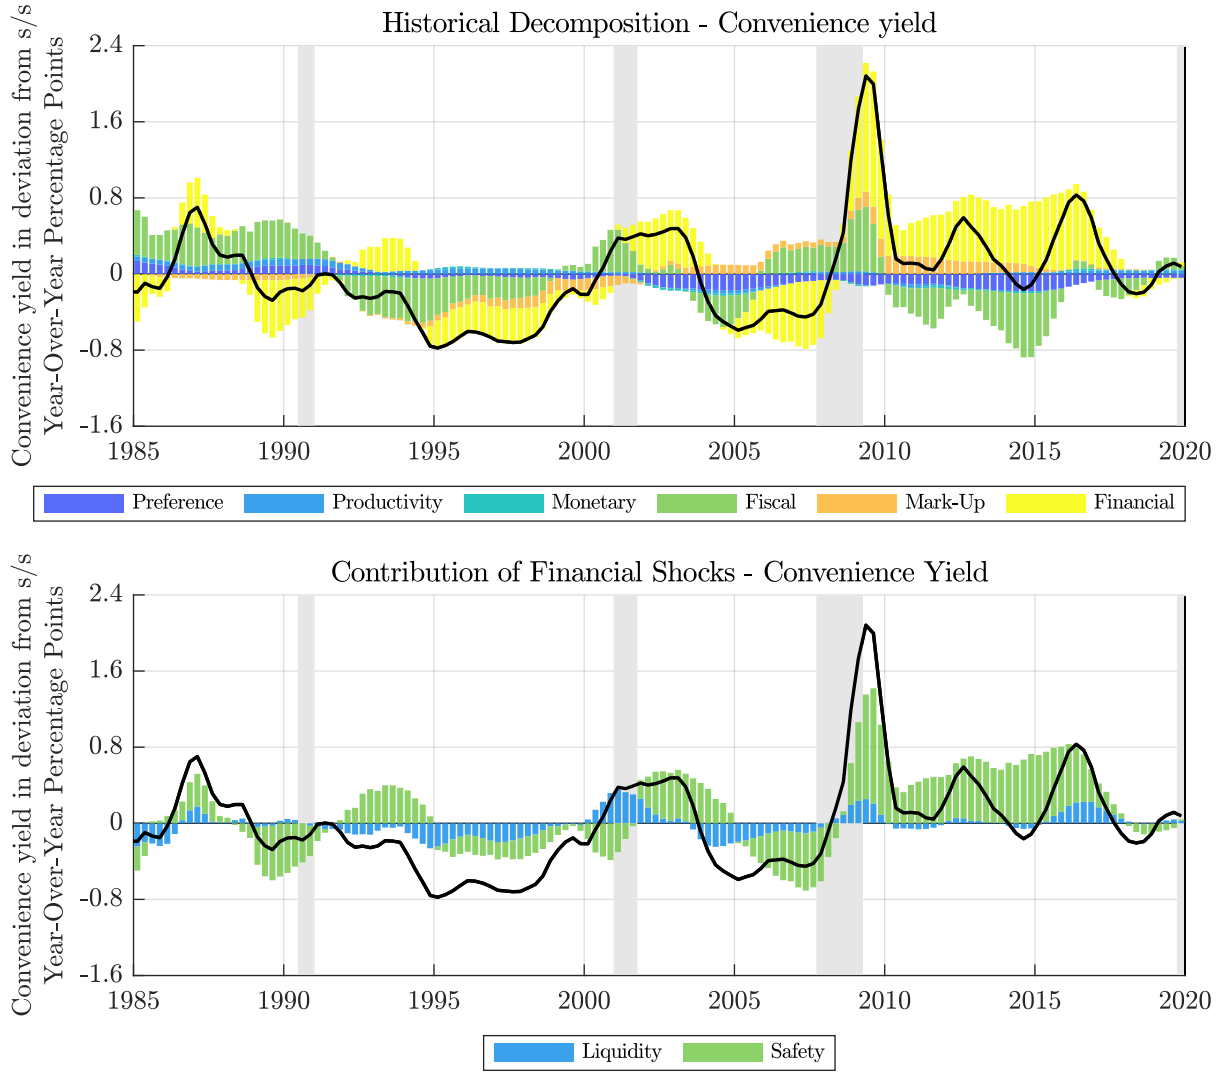 Historical Decomposition - Convenience yield
Convenience yield in deviation from s/s
Year-Over-Year Percentage Points
2.4
1.6
0.8
0
-0.8
-1.6
1985 1990 1995 2000 2005 2010 2015 2020
Preference Productivity Monetary Fiscal Mark-Up Financial
Contribution of Financial Shocks - Convenience Yield
Convenience yield in deviation from s/s
Year-Over-Year Percentage Points
2.4
1.6
0.8
0
-0.8
-1.6
1985 1990 1995 2000 2005 2010 2015 2020
Liquidity Safety